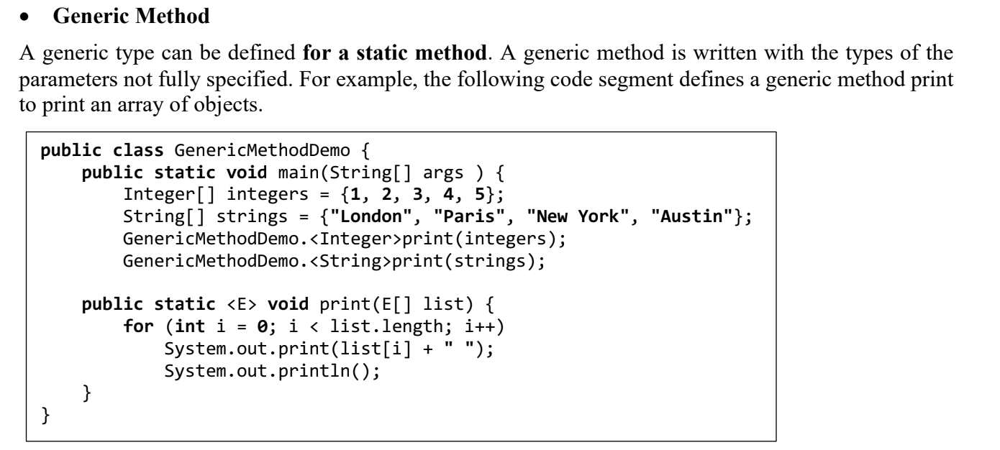 • Generic Method
A generic type can be defined for a static method. A generic method is written with the types of the
parameters not fully specified. For example, the following code segment defines a generic method print
to print an array of objects.
public class GenericMethodDemo {
    public static void main(String[] args ) {
        Integer[] integers = {1, 2, 3, 4, 5};
        String[] strings = {"London", "Paris", "New York", "Austin"};
        GenericMethodDemo.<Integer>print(integers);
        GenericMethodDemo.<String>print(strings);

    public static <E> void print(E[] list) {
        for (int i = 0; i < list.length; i++)
            System.out.print(list[i] + " ");
            System.out.println();
    }
}